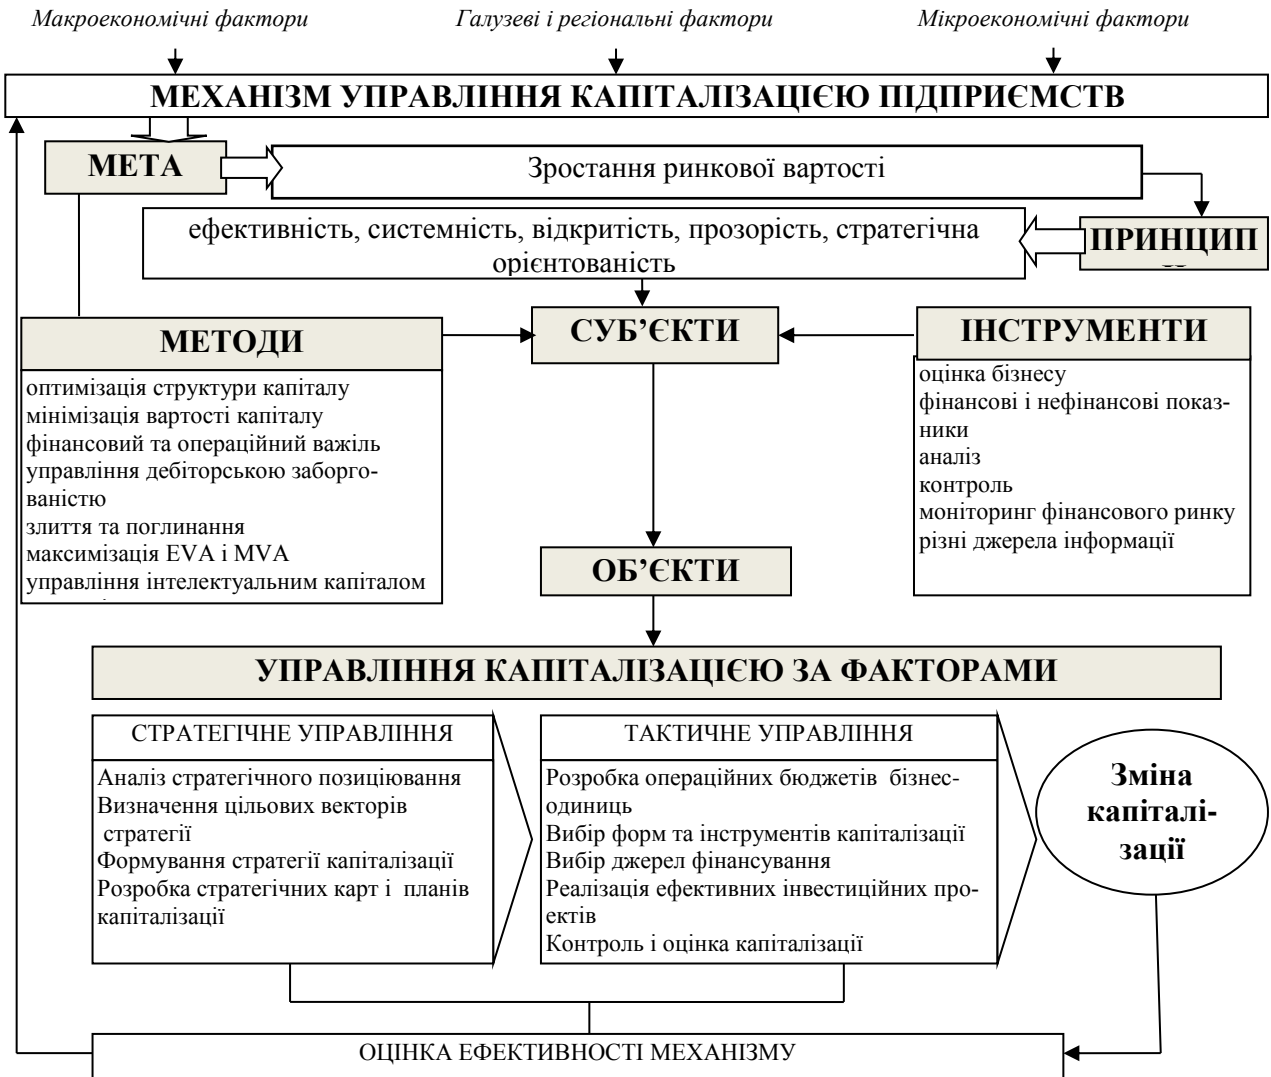 Макроекономічні фактори
Галузеві і регіональні фактори
Мікроекономічні фактори
МЕХАНІЗМ УПРАВЛІННЯ КАПІТАЛІЗАЦІЄЮ ПІДПРИЄМСТВ
МЕТА
Зростання ринкової вартості
ефективність, системність, відкритість, прозорість, стратегічна
орієнтованість
ПРИНЦИП
МЕТОДИ
оптимізація структури капіталу
мінімізація вартості капіталу
фінансовий та операційний важіль
управління дебіторською заборго-
ваністю
злиття та поглинання
максимізація EVA і MVA
управління інтелектуальним капіталом
СУБ’ЄКТИ
ІНСТРУМЕНТИ
оцінка бізнесу
фінансові і нефінансові показ-
ники
аналіз
контроль
моніторинг фінансового ринку
різні джерела інформації
ОБ’ЄКТИ
УПРАВЛІННЯ КАПІТАЛІЗАЦІЄЮ ЗА ФАКТОРАМИ
СТРАТЕГІЧНЕ УПРАВЛІННЯ
Аналіз стратегічного позиціювання
Визначення цільових векторів
стратегії
Формування стратегії капіталізації
Розробка стратегічних карт і планів
капіталізації
ТАКТИЧНЕ УПРАВЛІННЯ
Розробка операційних бюджетів бізнес-
одиниць
Вибір форм та інструментів капіталізації
Вибір джерел фінансування
Реалізація ефективних інвестиційних про-
ектів
Контроль і оцінка капіталізації
Зміна
капіталі-
зації
ОЦІНКА ЕФЕКТИВНОСТІ МЕХАНІЗМУ